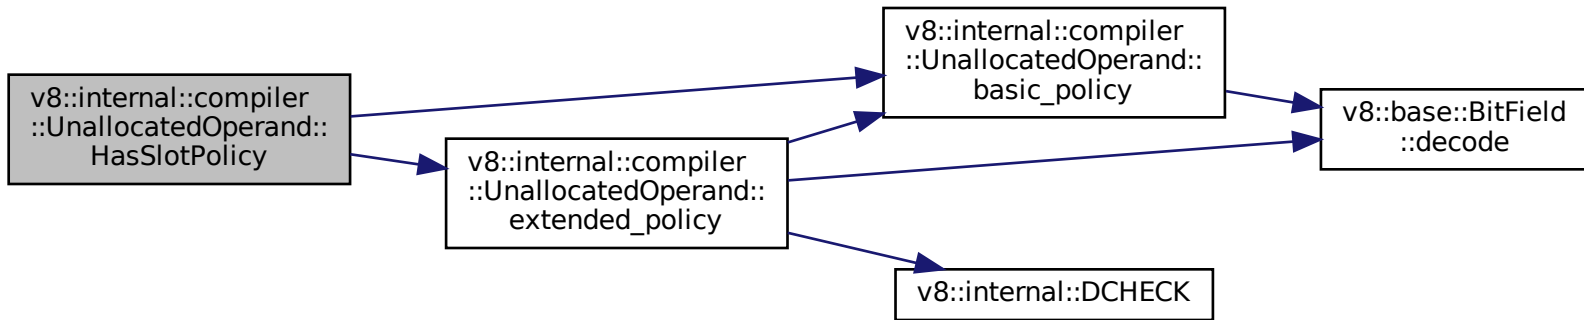 v8::internal::compiler
::UnallocatedOperand::
HasSlotPolicy
v8::internal::compiler
::UnallocatedOperand::
extended_policy
v8::internal::compiler
::UnallocatedOperand::
basic_policy
v8::internal::DCHECK
v8::base::BitField
::decode